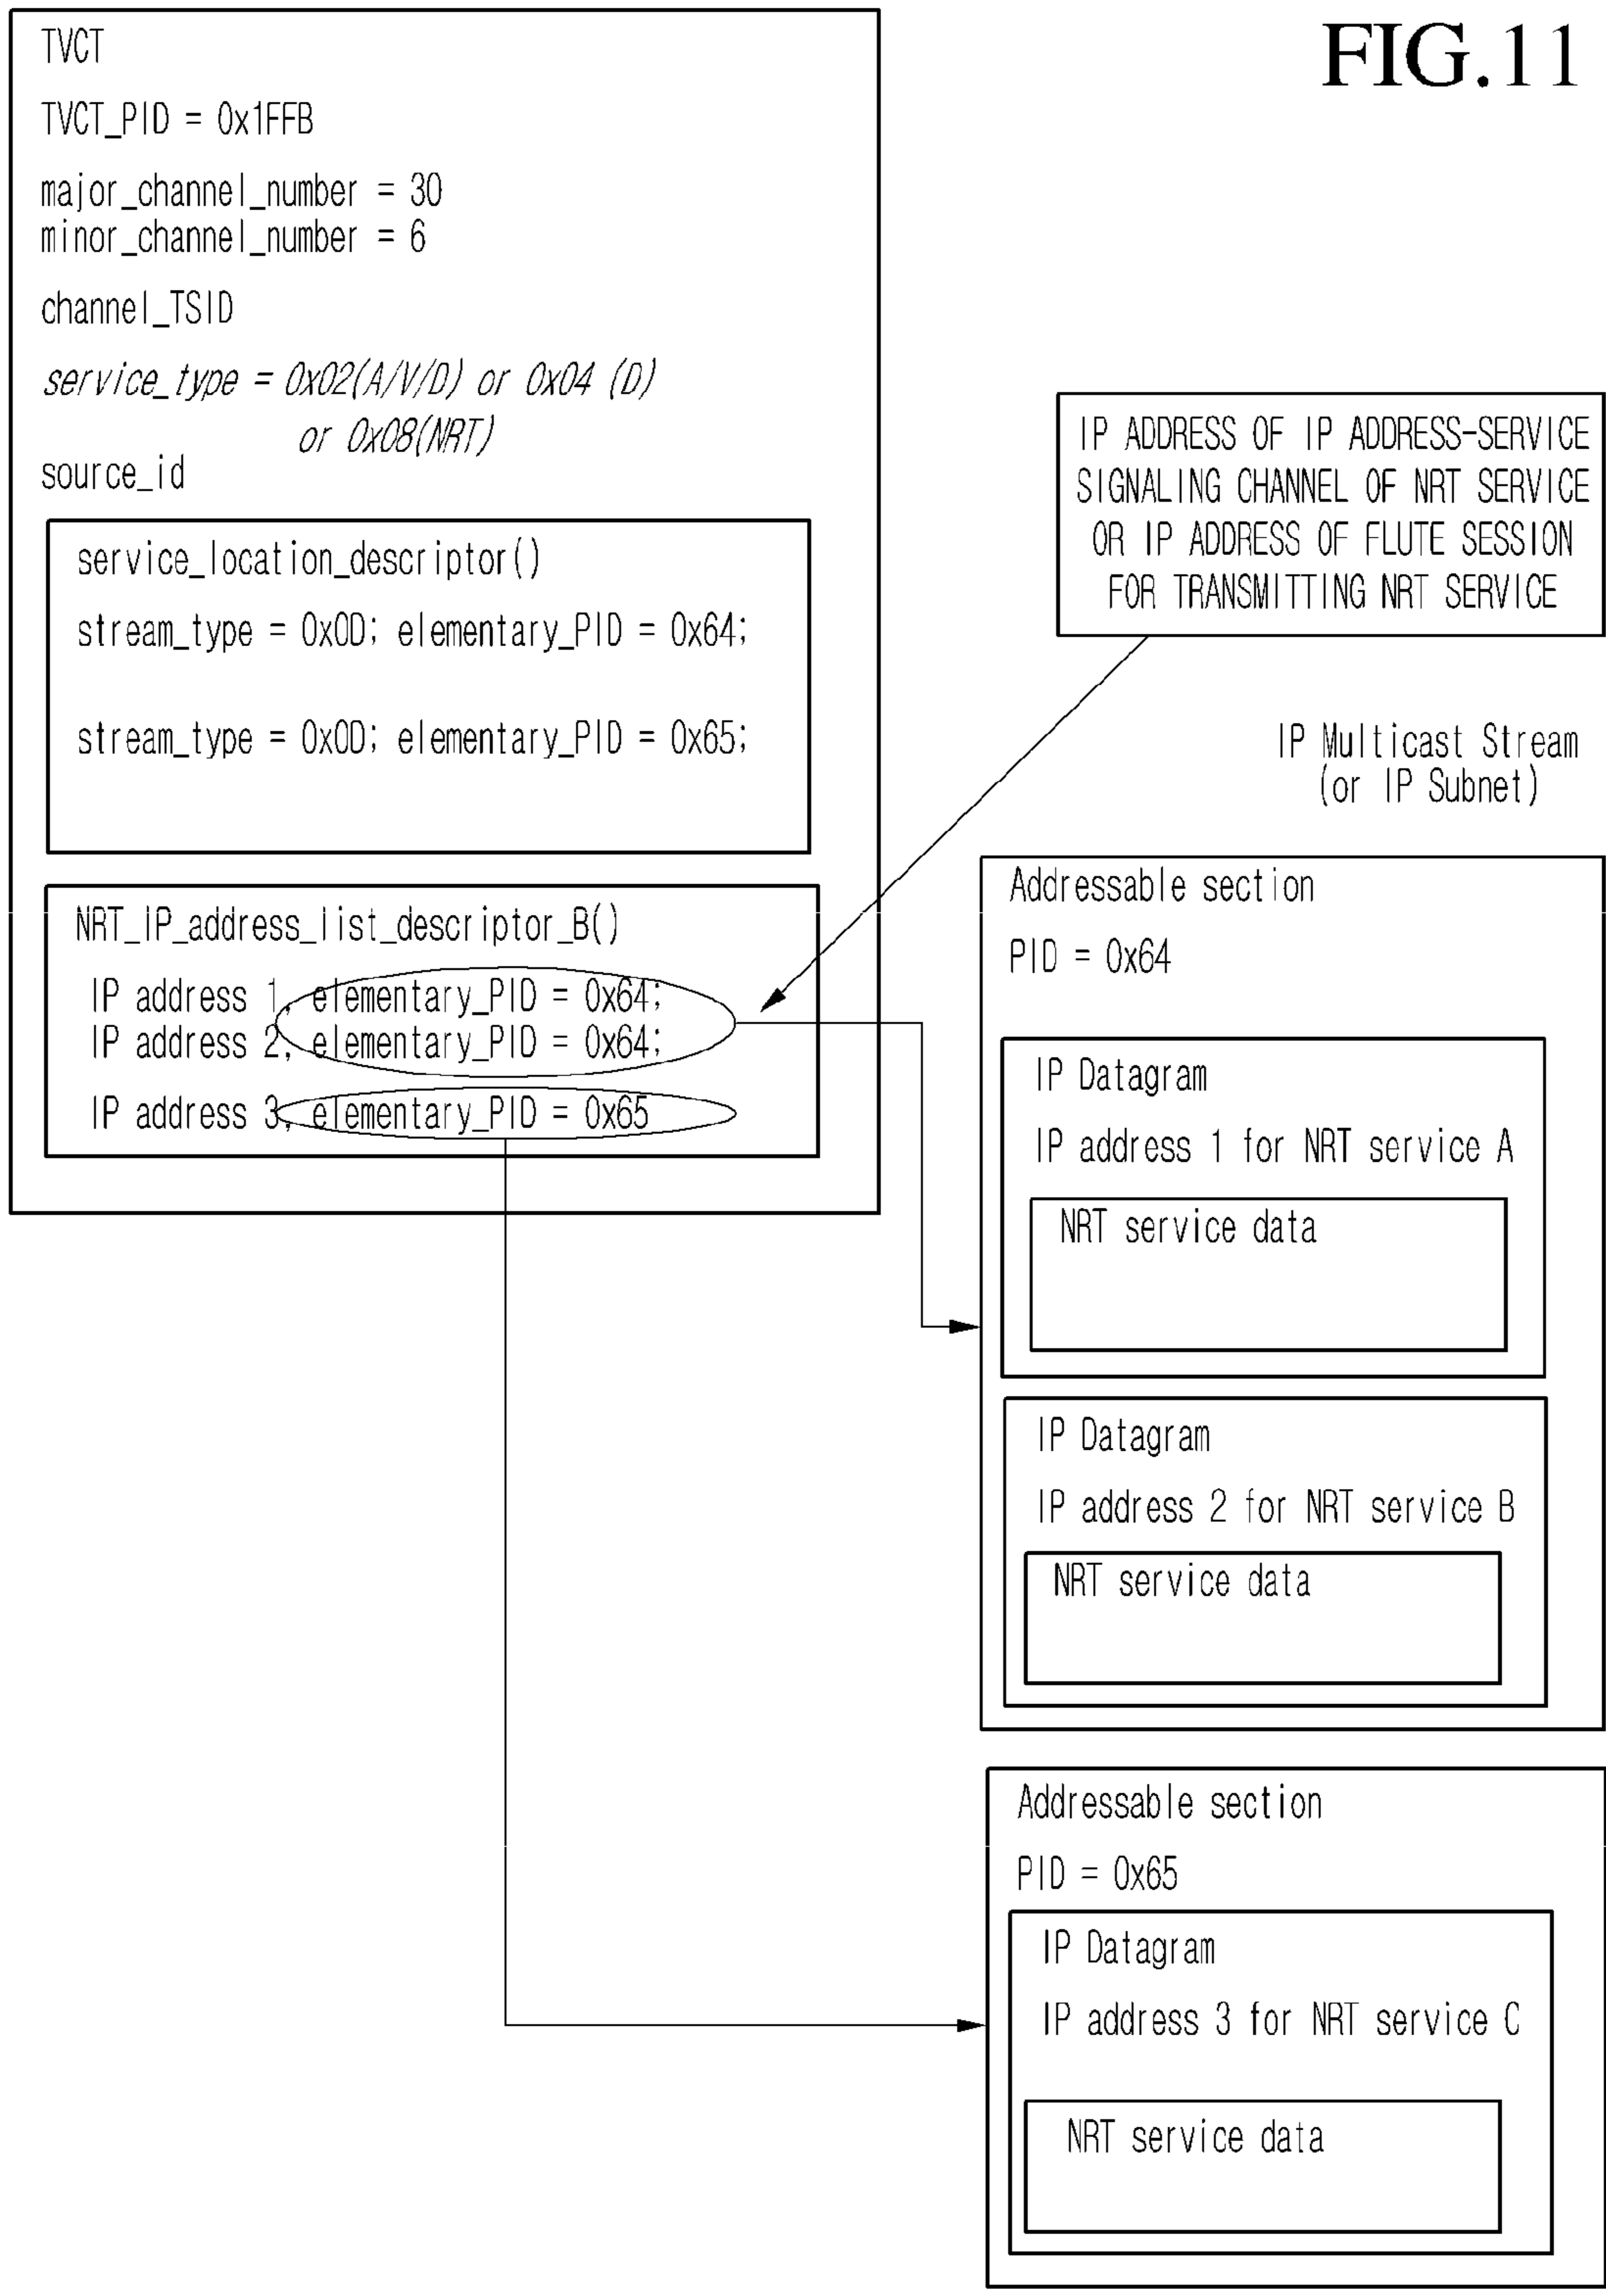 FIG.11
TVCT
TVCT_PID = 0x1FFB
major_channel_number = 30
minor_channel_number = 6
channel_TSID
service_type = 0x02(A/V/D) or 0x04 (D)
or 0x08(NRT)
source_id
service_location_descriptor()
stream_type = 0x0D; elementary_PID = 0x64;
stream_type = 0x0D; elementary_PID = 0x65;
NRT_IP_address_list_descriptor_B()
IP address 1, elementary_PID = 0x64;
IP address 2, elementary_PID = 0x64;
IP address 3, elementary_PID = 0x65
IP ADDRESS OF IP ADDRESS-SERVICE
SIGNALING CHANNEL OF NRT SERVICE
OR IP ADDRESS OF FLUTE SESSION
FOR TRANSMITTING NRT SERVICE
IP Multicast Stream
(or IP Subnet)
Addressable section
PID = 0x64
IP Datagram
IP address 1 for NRT service A
NRT service data
IP Datagram
IP address 2 for NRT service B
NRT service data
Addressable section
PID = 0x65
IP Datagram
IP address 3 for NRT service C
NRT service data